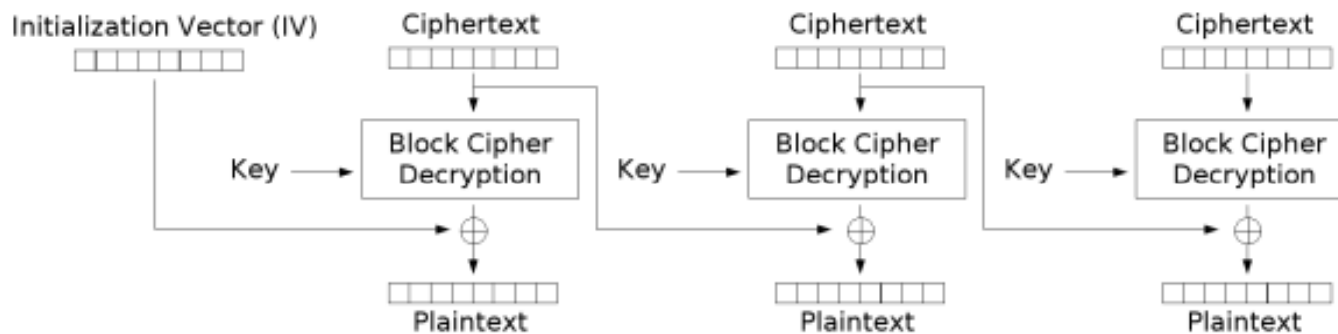 Initialization Vector (IV)
Ciphertext
Ciphertext
Ciphertext
Key
Block Cipher
Decryption
Key
Block Cipher
Decryption
Key
Block Cipher
Decryption
Plaintext
Plaintext
Plaintext